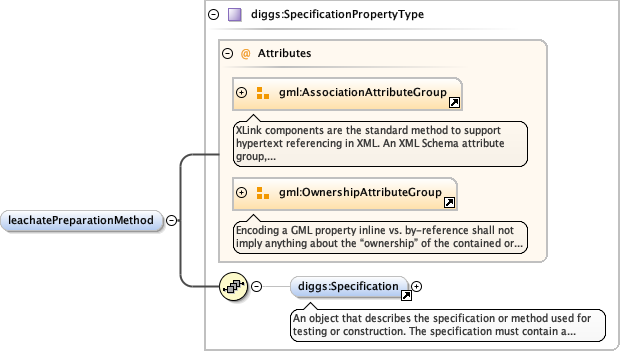 diggs:SpecificationPropertyType
@ Attributes
gml:AssociationAttributeGroup
XLink components are the standard method to support
hypertext referencing in XML. An XML Schema attribute
group,...
gml:OwnershipAttributeGroup
Encoding a GML property inline vs. by-reference shall not
imply anything about the “ownership” of the contained or...
leachatePreparationMethod
diggs:Specification
An object that describes the specification or method used for
testing or construction. The specification must contain a...